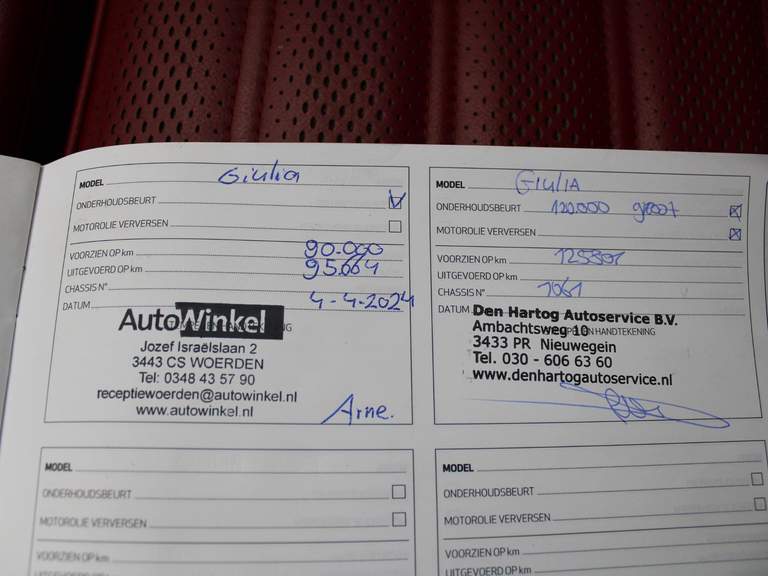 MODEL Giulia
ONDERHOUDSBEURT
MOTOROLIE VERVERSEN
VOORZIEN OP km 90.000
UITGEVOERD OP km 95.664
CHASSIS N°
DATUM 4-4-2024
AutoWinkel
Jozef Israëlslaan 2
3443 CS WOERDEN
Tel: 0348 43 57 90
receptiewoerden@autowinkel.nl
www.autowinkel.nl
Arne.
MODEL GIULIA
ONDERHOUDSBEURT 120.000 groot
MOTOROLIE VERVERSEN
VOORZIEN OP km
UITGEVOERD OP km
CHASSIS N° 7061
DATUM
Den Hartog Autoservice B.V.
Ambachtsweg 10
HANDTEKENING
3433 PR Nieuwegein
Tel. 030 - 606 63 60
www.denhartogautoservice.nl
MODEL
ONDERHOUDSBEURT
MOTOROLIE VERVERSEN
VOORZIEN OP km
MODEL
ONDERHOUDSBEURT
MOTOROLIE VERVERSEN
VOORZIEN OP km
UITGEVOERD OP km